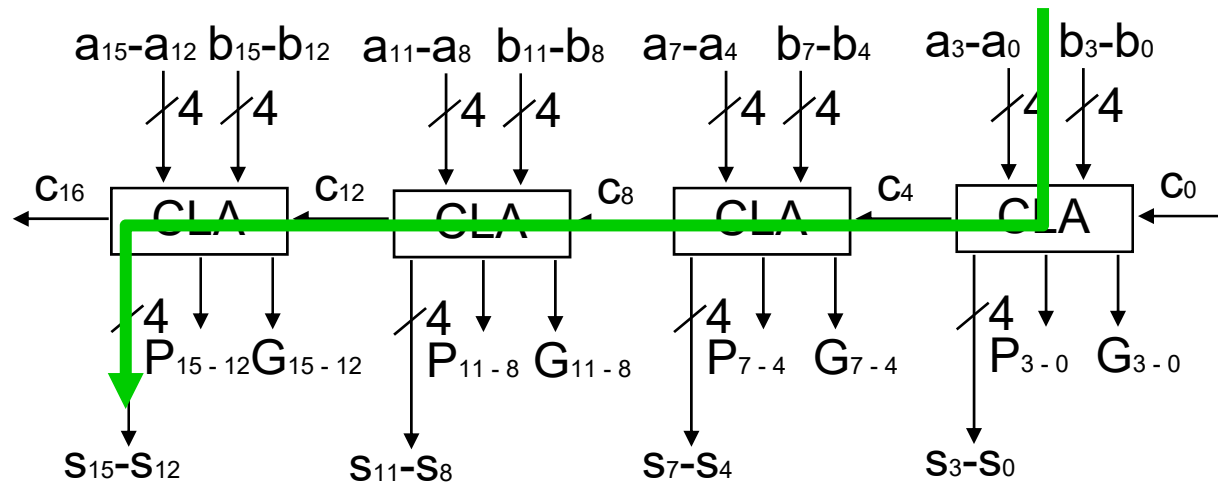 a15-a12 b15-b12 a11-a8 b11-b8 a7-a4 b7-b4 a3-a0 b3-b0
4 4 4 4 4 4 4 4
c16 CLA c12 CLA c8 CLA c4 CLA c0
4 4 4 4
P15 - 12 G15 - 12 P11 - 8 G11 - 8 P7 - 4 G7 - 4 P3 - 0 G3 - 0
s15-s12 s11-s8 s7-s4 s3-s0